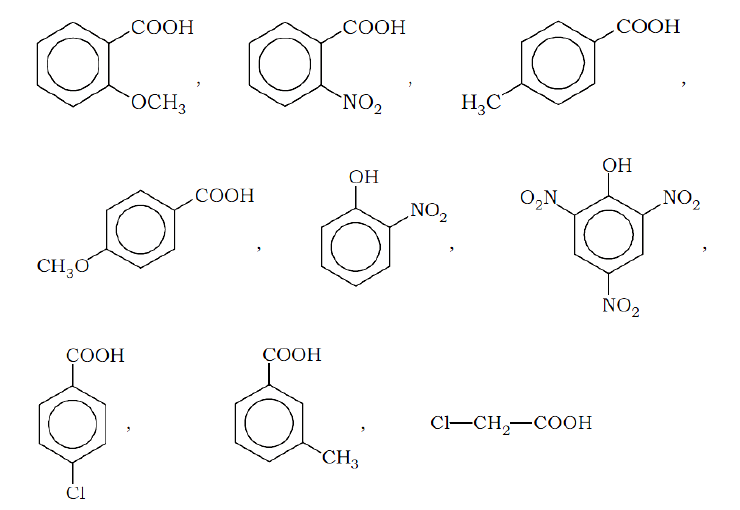 COOH COOH COOH
OCH₃ , NO₂ , H₃C ,
OH
COOH NO₂ O₂N NO₂
CH₃O , , ,
OH
NO₂
COOH COOH
, , Cl—CH₂—COOH
CH₃
Cl